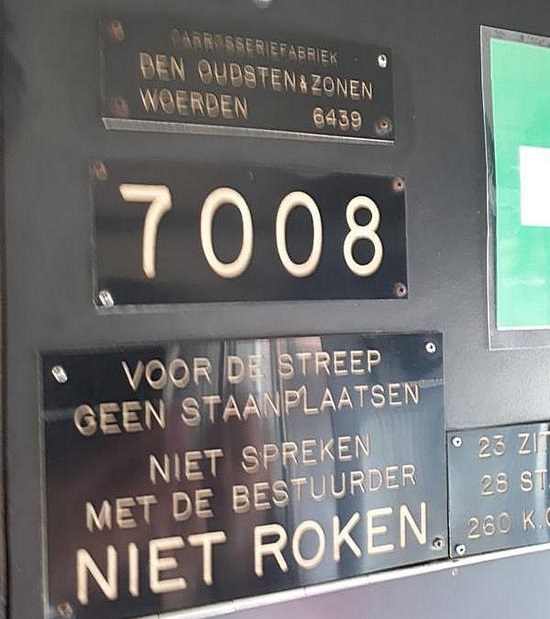 CARROSSERIEFABRIEK
DEN OUDSTEN & ZONEN
WOERDEN 6439
7008
VOOR DE STREEP
GEEN STAANPLAATSEN
NIET SPREKEN
MET DE BESTUURDER
NIET ROKEN
23 ZIT
28 ST
260 K.G